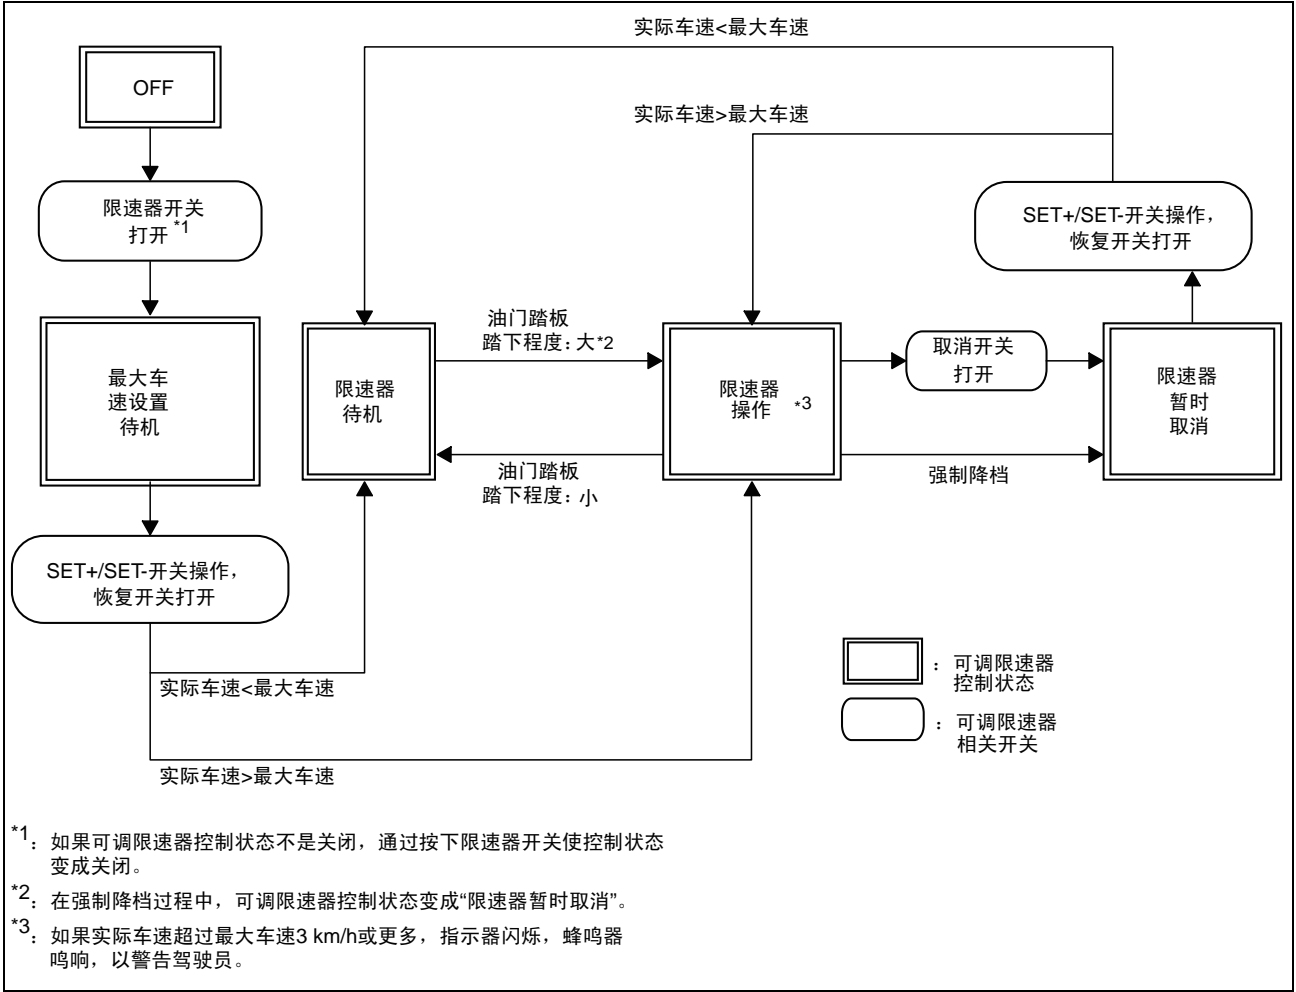 实际车速<最大车速
OFF
实际车速>最大车速
限速器开关
打开 *1
SET+/SET-开关操作，
恢复开关打开
油门踏板
踏下程度：大*2
取消开关
打开
最大车
速设置
待机
限速器
待机
限速器
操作 *3
限速器
暂时
取消
油门踏板
踏下程度：小
强制降档
SET+/SET-开关操作，
恢复开关打开
：可调限速器
控制状态
实际车速<最大车速
：可调限速器
相关开关
实际车速>最大车速
*1：如果可调限速器控制状态不是关闭，通过按下限速器开关使控制状态
变成关闭。
*2：在强制降档过程中，可调限速器控制状态变成“限速器暂时取消”。
*3：如果实际车速超过最大车速3 km/h或更多，指示器闪烁，蜂鸣器
鸣响，以警告驾驶员。